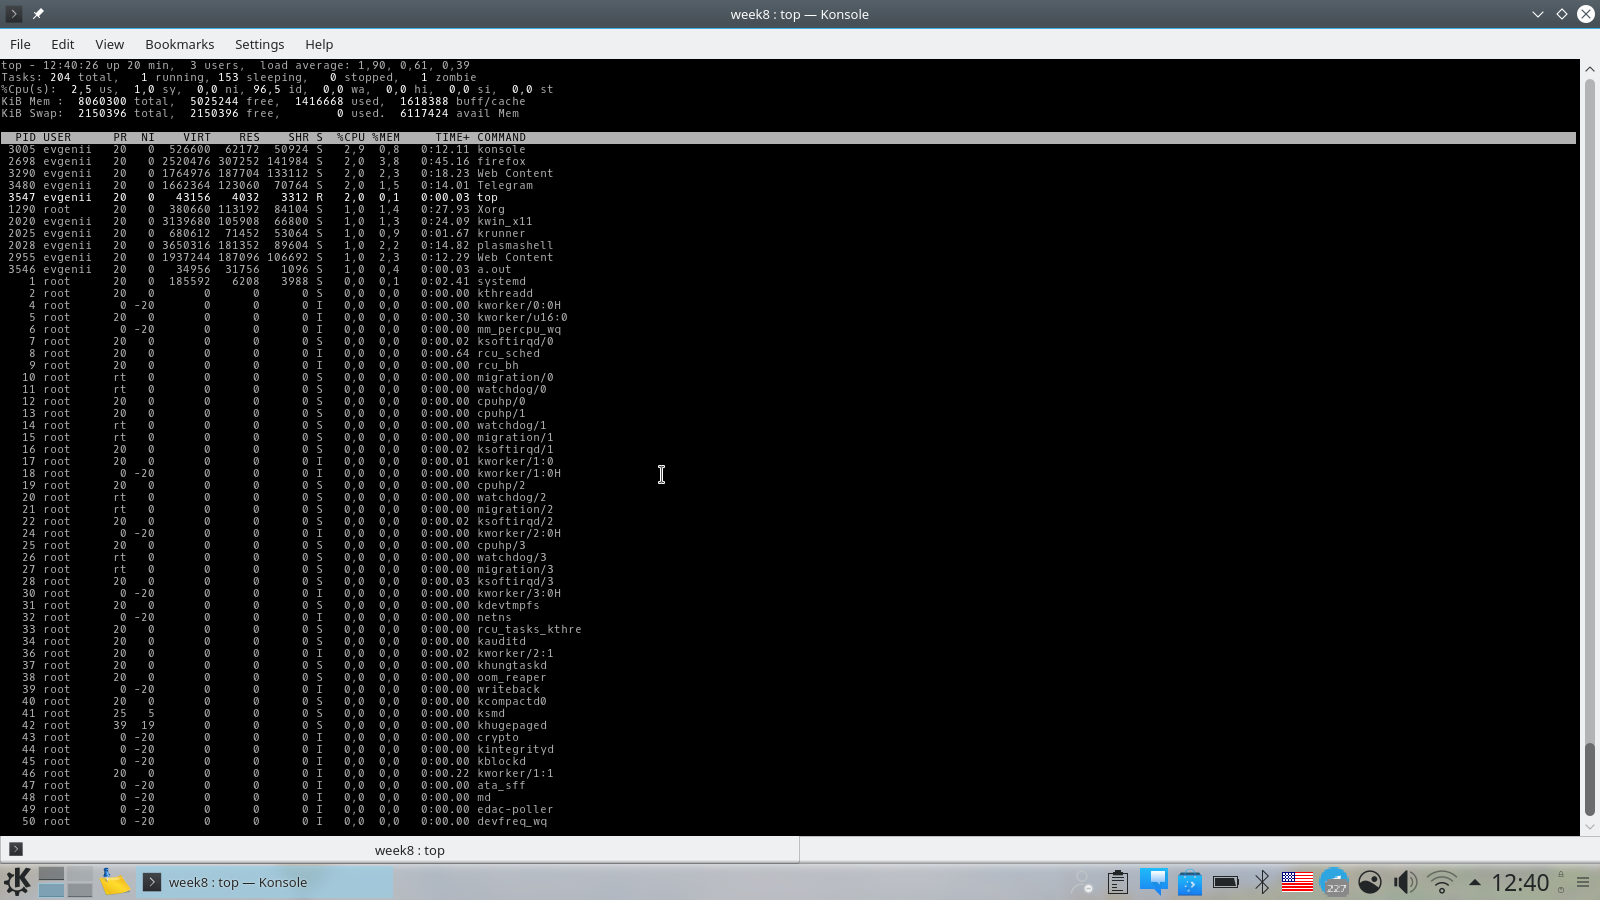 week8 : top — Konsole
File Edit View Bookmarks Settings Help
top - 12:40:26 up 20 min,  3 users,  load average: 1,90, 0,61, 0,39
Tasks: 204 total,   1 running, 153 sleeping,   0 stopped,   1 zombie
%Cpu(s):  2,5 us,  1,0 sy,  0,0 ni, 96,5 id,  0,0 wa,  0,0 hi,  0,0 si,  0,0 st
KiB Mem :  8060300 total,  5025244 free,  1416668 used,  1618388 buff/cache
KiB Swap:  2150396 total,  2150396 free,        0 used.  6117424 avail Mem
PID USER PR NI VIRT RES SHR S %CPU %MEM TIME+ COMMAND
3005 evgenii 20 0 526600 62172 50924 S 2,9 0,8 0:12.11 konsole
2698 evgenii 20 0 2520476 307252 141984 S 2,0 3,8 0:45.16 firefox
3290 evgenii 20 0 1764976 187704 133112 S 2,0 2,3 0:18.23 Web Content
3480 evgenii 20 0 1662364 123060 70764 S 2,0 1,5 0:14.01 Telegram
3547 evgenii 20 0 43156 4032 3312 R 2,0 0,1 0:00.03 top
1290 root 20 0 380660 113192 84104 S 1,0 1,4 0:27.93 Xorg
2020 evgenii 20 0 3139680 105908 66800 S 1,0 1,3 0:24.09 kwin_x11
2025 evgenii 20 0 680612 71452 53064 S 1,0 0,9 0:01.67 krunner
2028 evgenii 20 0 3650316 181352 89604 S 1,0 2,2 0:14.82 plasmashell
2955 evgenii 20 0 1937244 187096 106692 S 1,0 2,3 0:12.29 Web Content
3546 evgenii 20 0 34956 31756 1096 S 1,0 0,4 0:00.03 a.out
1 root 20 0 185592 6208 3988 S 0,0 0,1 0:02.41 systemd
2 root 20 0 0 0 0 S 0,0 0,0 0:00.00 kthreadd
4 root 0 -20 0 0 0 I 0,0 0,0 0:00.00 kworker/0:0H
5 root 20 0 0 0 0 I 0,0 0,0 0:00.30 kworker/u16:0
6 root 0 -20 0 0 0 I 0,0 0,0 0:00.00 mm_percpu_wq
7 root 20 0 0 0 0 S 0,0 0,0 0:00.02 ksoftirqd/0
8 root 20 0 0 0 0 I 0,0 0,0 0:00.64 rcu_sched
9 root 20 0 0 0 0 I 0,0 0,0 0:00.00 rcu_bh
10 root rt 0 0 0 0 S 0,0 0,0 0:00.00 migration/0
11 root rt 0 0 0 0 S 0,0 0,0 0:00.00 watchdog/0
12 root 20 0 0 0 0 S 0,0 0,0 0:00.00 cpuhp/0
13 root 20 0 0 0 0 S 0,0 0,0 0:00.00 cpuhp/1
14 root rt 0 0 0 0 S 0,0 0,0 0:00.00 watchdog/1
15 root rt 0 0 0 0 S 0,0 0,0 0:00.00 migration/1
16 root 20 0 0 0 0 S 0,0 0,0 0:00.02 ksoftirqd/1
17 root 20 0 0 0 0 I 0,0 0,0 0:00.01 kworker/1:0
18 root 0 -20 0 0 0 I 0,0 0,0 0:00.00 kworker/1:0H
19 root 20 0 0 0 0 S 0,0 0,0 0:00.00 cpuhp/2
20 root rt 0 0 0 0 S 0,0 0,0 0:00.00 watchdog/2
21 root rt 0 0 0 0 S 0,0 0,0 0:00.00 migration/2
22 root 20 0 0 0 0 S 0,0 0,0 0:00.02 ksoftirqd/2
24 root 0 -20 0 0 0 I 0,0 0,0 0:00.00 kworker/2:0H
25 root 20 0 0 0 0 S 0,0 0,0 0:00.00 cpuhp/3
26 root rt 0 0 0 0 S 0,0 0,0 0:00.00 watchdog/3
27 root rt 0 0 0 0 S 0,0 0,0 0:00.00 migration/3
28 root 20 0 0 0 0 S 0,0 0,0 0:00.03 ksoftirqd/3
30 root 0 -20 0 0 0 I 0,0 0,0 0:00.00 kworker/3:0H
31 root 20 0 0 0 0 S 0,0 0,0 0:00.00 kdevtmpfs
32 root 0 -20 0 0 0 I 0,0 0,0 0:00.00 netns
33 root 20 0 0 0 0 S 0,0 0,0 0:00.00 rcu_tasks_kthre
34 root 20 0 0 0 0 S 0,0 0,0 0:00.00 kauditd
36 root 20 0 0 0 0 I 0,0 0,0 0:00.02 kworker/2:1
37 root 20 0 0 0 0 S 0,0 0,0 0:00.00 khungtaskd
38 root 20 0 0 0 0 S 0,0 0,0 0:00.00 oom_reaper
39 root 0 -20 0 0 0 I 0,0 0,0 0:00.00 writeback
40 root 20 0 0 0 0 S 0,0 0,0 0:00.00 kcompactd0
41 root 25 5 0 0 0 S 0,0 0,0 0:00.00 ksmd
42 root 39 19 0 0 0 S 0,0 0,0 0:00.00 khugepaged
43 root 0 -20 0 0 0 I 0,0 0,0 0:00.00 crypto
44 root 0 -20 0 0 0 I 0,0 0,0 0:00.00 kintegrityd
45 root 0 -20 0 0 0 I 0,0 0,0 0:00.00 kblockd
46 root 20 0 0 0 0 I 0,0 0,0 0:00.22 kworker/1:1
47 root 0 -20 0 0 0 I 0,0 0,0 0:00.00 ata_sff
48 root 0 -20 0 0 0 I 0,0 0,0 0:00.00 md
49 root 0 -20 0 0 0 I 0,0 0,0 0:00.00 edac-poller
50 root 0 -20 0 0 0 I 0,0 0,0 0:00.00 devfreq_wq
week8 : top
week8 : top — Konsole
227
12:40